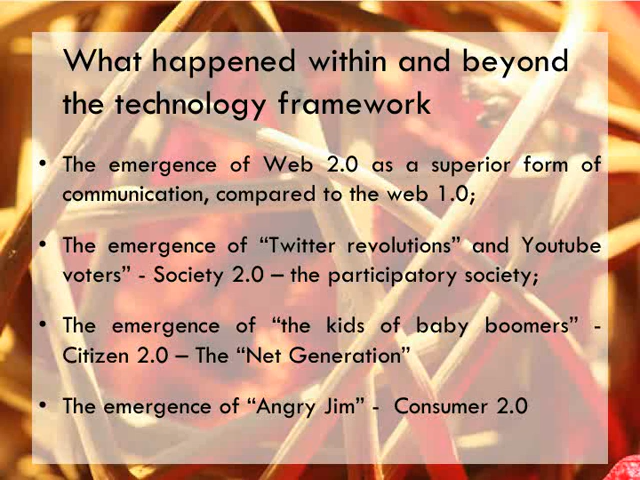 What happened within and beyond
the technology framework
• The emergence of Web 2.0 as a superior form of
communication, compared to the web 1.0;
• The emergence of “Twitter revolutions” and Youtube
voters” - Society 2.0 – the participatory society;
• The emergence of “the kids of baby boomers” -
Citizen 2.0 – The “Net Generation”
• The emergence of “Angry Jim” - Consumer 2.0